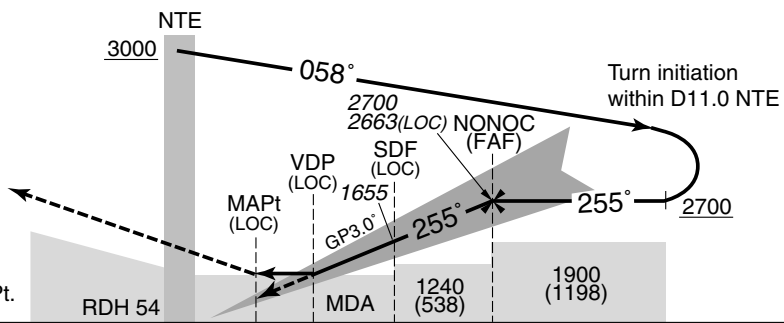 NTE
3000
058°
Turn initiation
within D11.0 NTE
2700
2663(LOC)
NONOC
(FAF)
SDF
(LOC)
VDP
(LOC)
1655
MAPt
(LOC)
GP3.0°
255°
255°
2700
1900
(1198)
1240
(538)
MDA
RDH 54